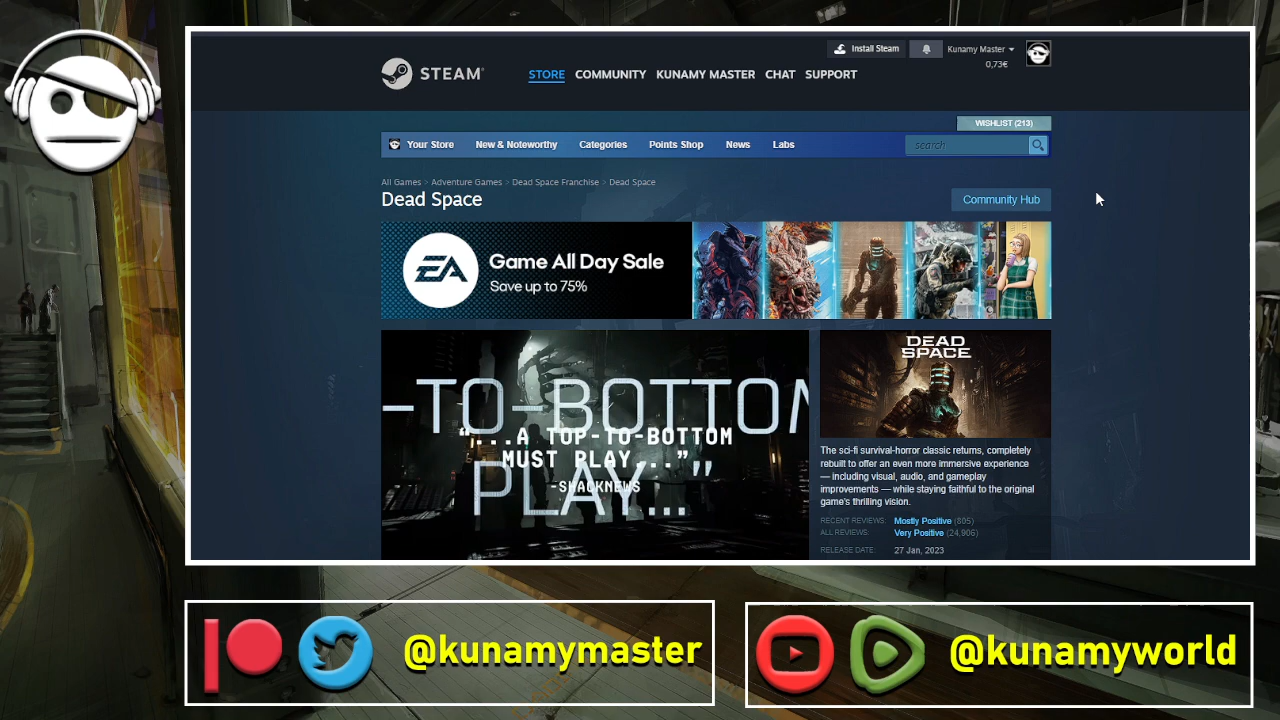 Install Steam
Kunamy Master
0,73€
STEAM®
STORE COMMUNITY KUNAMY MASTER CHAT SUPPORT
WISHLIST (213)
Your Store New & Noteworthy Categories Points Shop News Labs
search
All Games > Adventure Games > Dead Space Franchise > Dead Space
Dead Space
Community Hub
EA
Game All Day Sale
Save up to 75%
-TO-BOTTOM
PLAY..."
"...A TOP-TO-BOTTOM
MUST PLAY..."
-SHACKNEWS
DEAD
SPACE
The sci-fi survival-horror classic returns, completely
rebuilt to offer an even more immersive experience
— including visual, audio, and gameplay
improvements — while staying faithful to the original
game's thrilling vision.
RECENT REVIEWS: Mostly Positive (805)
ALL REVIEWS: Very Positive (24,906)
RELEASE DATE: 27 Jan, 2023
@kunamymaster
@kunamyworld